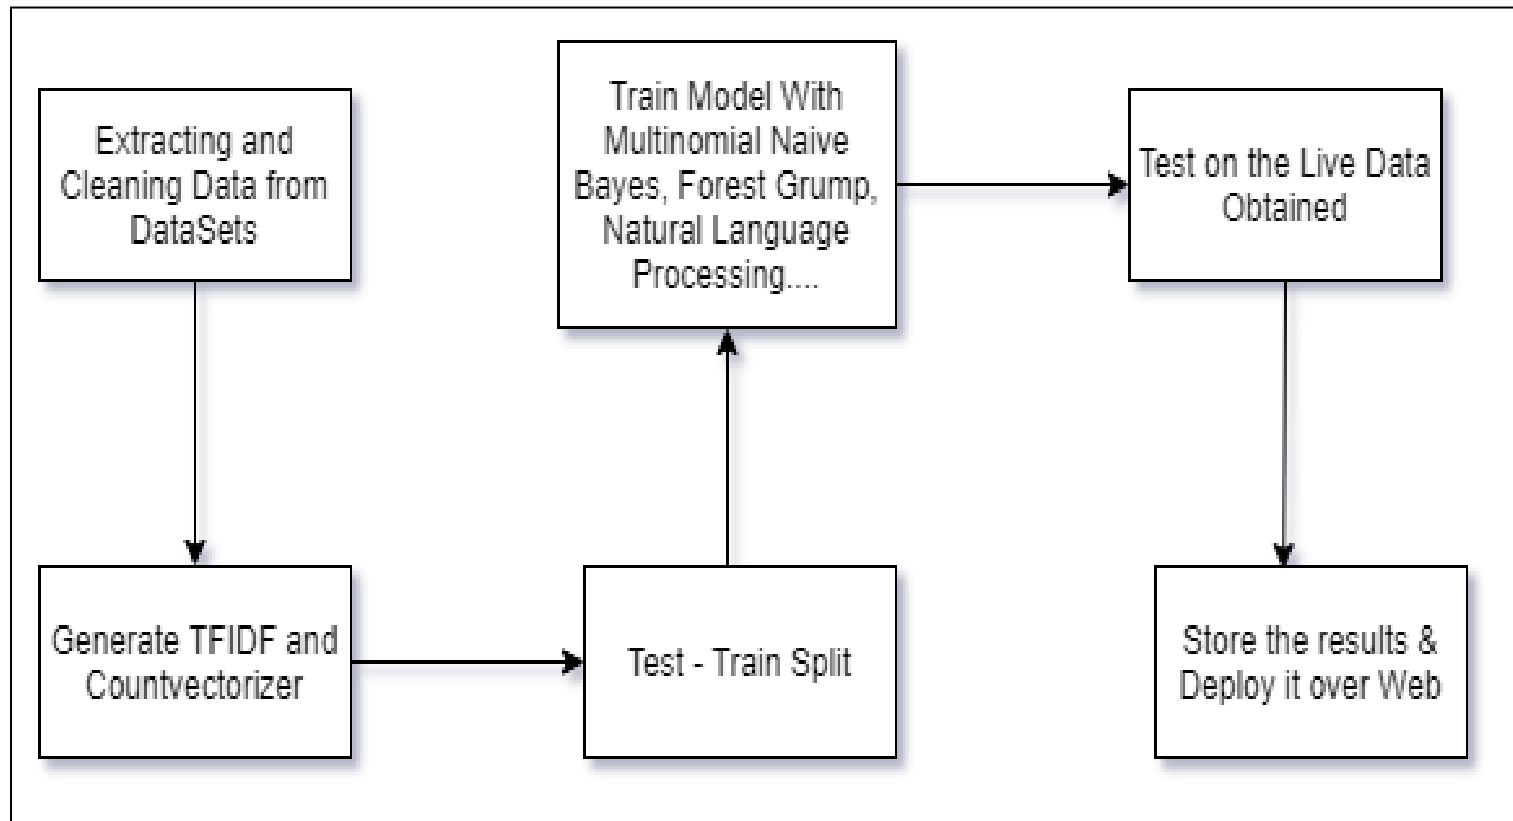 Extracting and
Cleaning Data from
DataSets
Generate TFIDF and
Countvectorizer
Test - Train Split
Train Model With
Multinomial Naive
Bayes, Forest Grump,
Natural Language
Processing....
Test on the Live Data
Obtained
Store the results &
Deploy it over Web